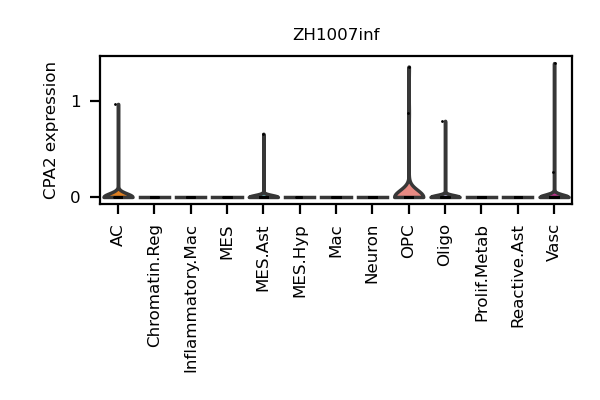 ZH1007inf
CPA2 expression
1
0
AC
Chromatin.Reg
Inflammatory.Mac
MES
MES.Ast
MES.Hyp
Mac
Neuron
OPC
Oligo
Prolif.Metab
Reactive.Ast
Vasc